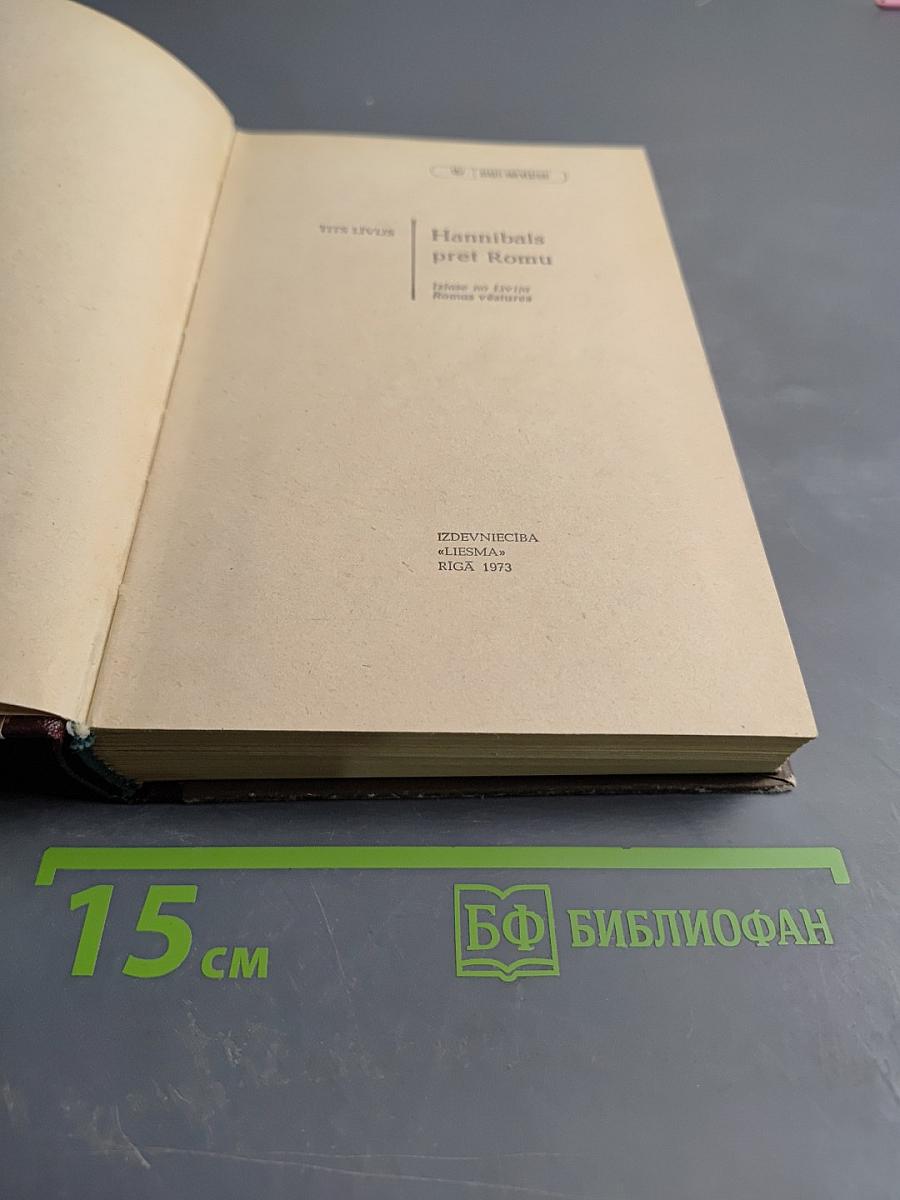 TITS LĪVIJS
Hannibals
pret Romu
Izlase no Līvija
Romas vēstures
IZDEVNIECĪBA
«LIESMA»
RĪGĀ 1973
15 см
БФ БИБЛИОФАН